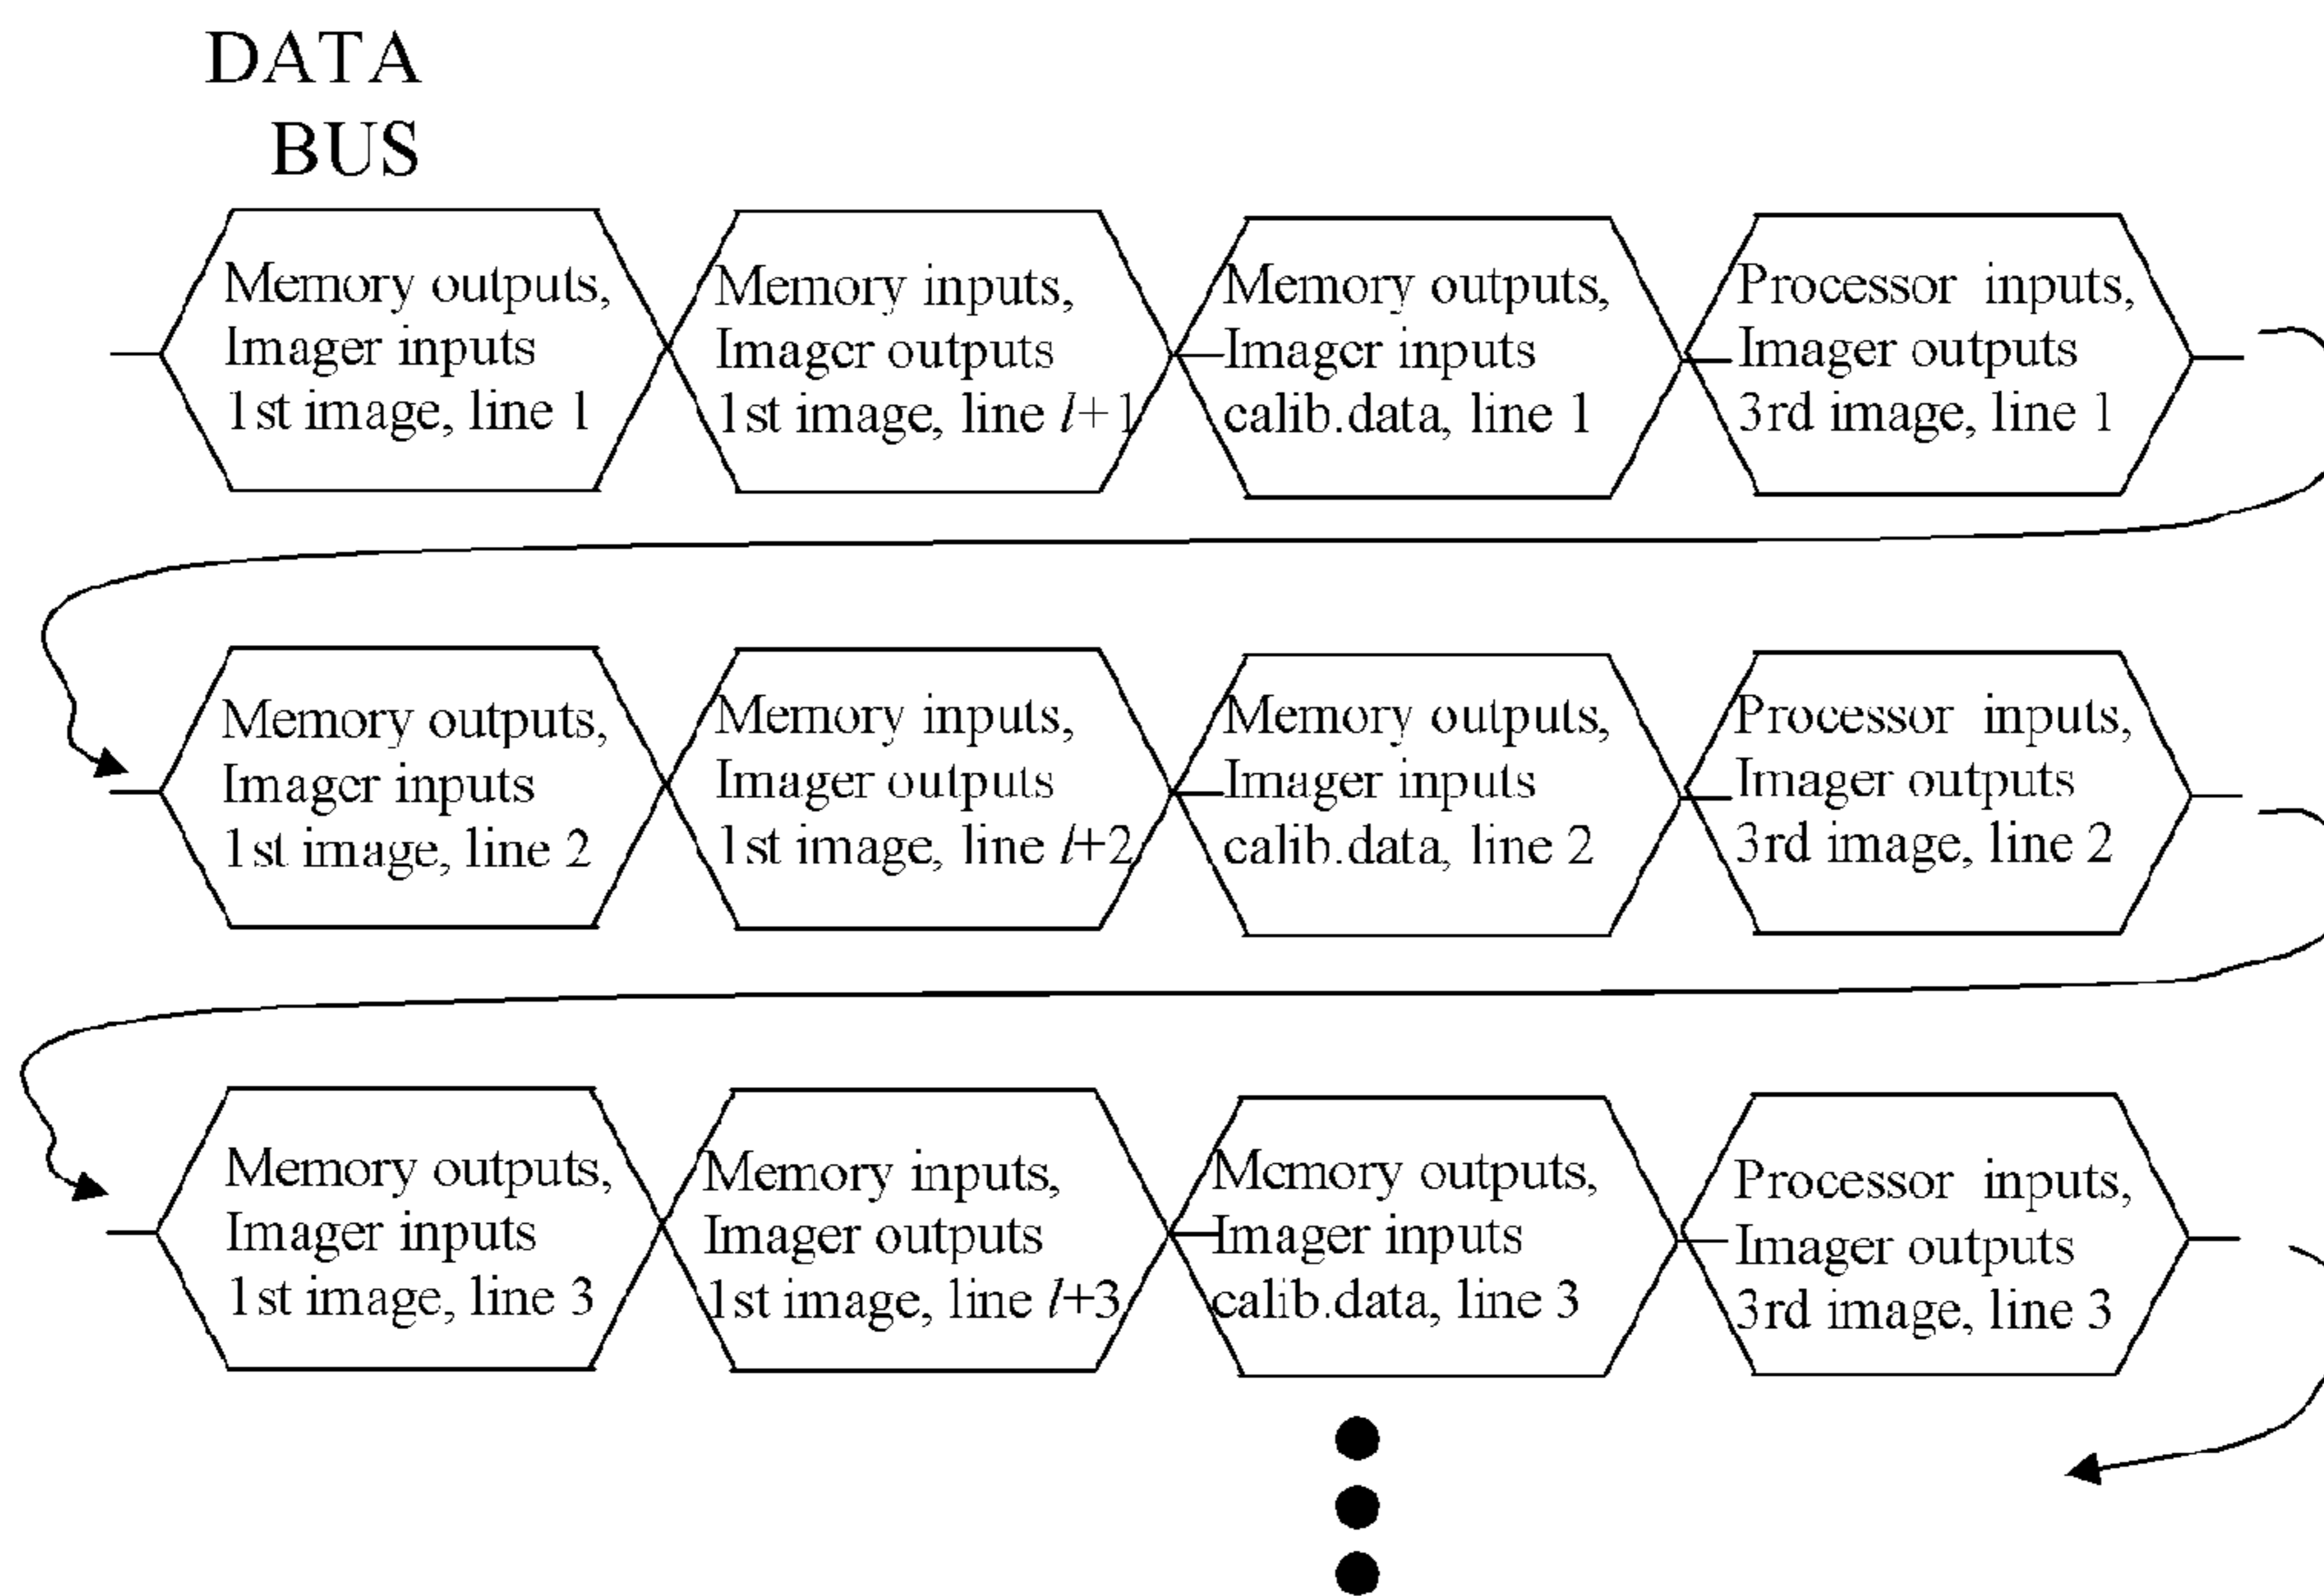 DATA
BUS
Memory outputs,
Imager inputs
1st image, line 1
Memory inputs,
Imager outputs
1st image, line l+1
Memory outputs,
Imager inputs
calib.data, line 1
Processor inputs,
Imager outputs
3rd image, line 1
Memory outputs,
Imager inputs
1st image, line 2
Memory inputs,
Imager outputs
1st image, line l+2
Memory outputs,
Imager inputs
calib.data, line 2
Processor inputs,
Imager outputs
3rd image, line 2
Memory outputs,
Imager inputs
1st image, line 3
Memory inputs,
Imager outputs
1st image, line l+3
Memory outputs,
Imager inputs
calib.data, line 3
Processor inputs,
Imager outputs
3rd image, line 3